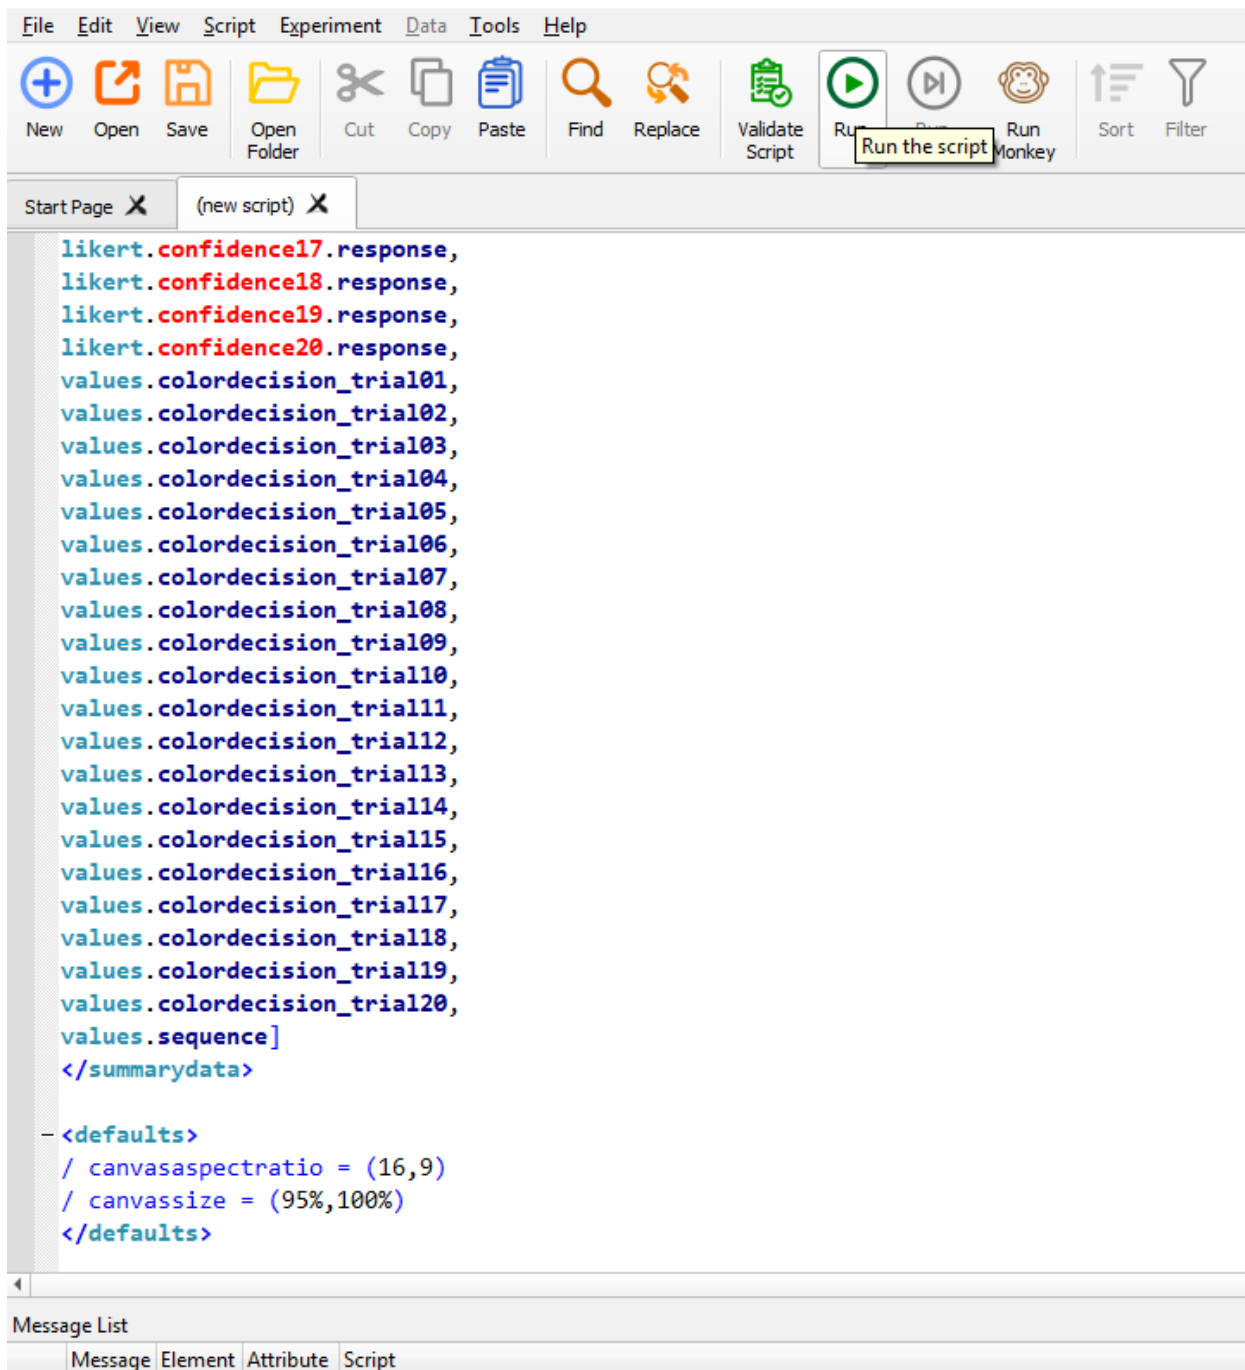 File Edit View Script Experiment Data Tools Help
New Open Save Open Folder Cut Copy Paste Find Replace Validate Script Run Run Run Monkey Sort Filter
Run the script
Start Page (new script)
likert.confidence17.response,
likert.confidence18.response,
likert.confidence19.response,
likert.confidence20.response,
values.colordecision_trial01,
values.colordecision_trial02,
values.colordecision_trial03,
values.colordecision_trial04,
values.colordecision_trial05,
values.colordecision_trial06,
values.colordecision_trial07,
values.colordecision_trial08,
values.colordecision_trial09,
values.colordecision_trial10,
values.colordecision_trial11,
values.colordecision_trial12,
values.colordecision_trial13,
values.colordecision_trial14,
values.colordecision_trial15,
values.colordecision_trial16,
values.colordecision_trial17,
values.colordecision_trial18,
values.colordecision_trial19,
values.colordecision_trial20,
values.sequence]
</summarydata>
<defaults>
/ canvasaspectratio = (16,9)
/ canvassize = (95%,100%)
</defaults>
Message List
Message Element Attribute Script